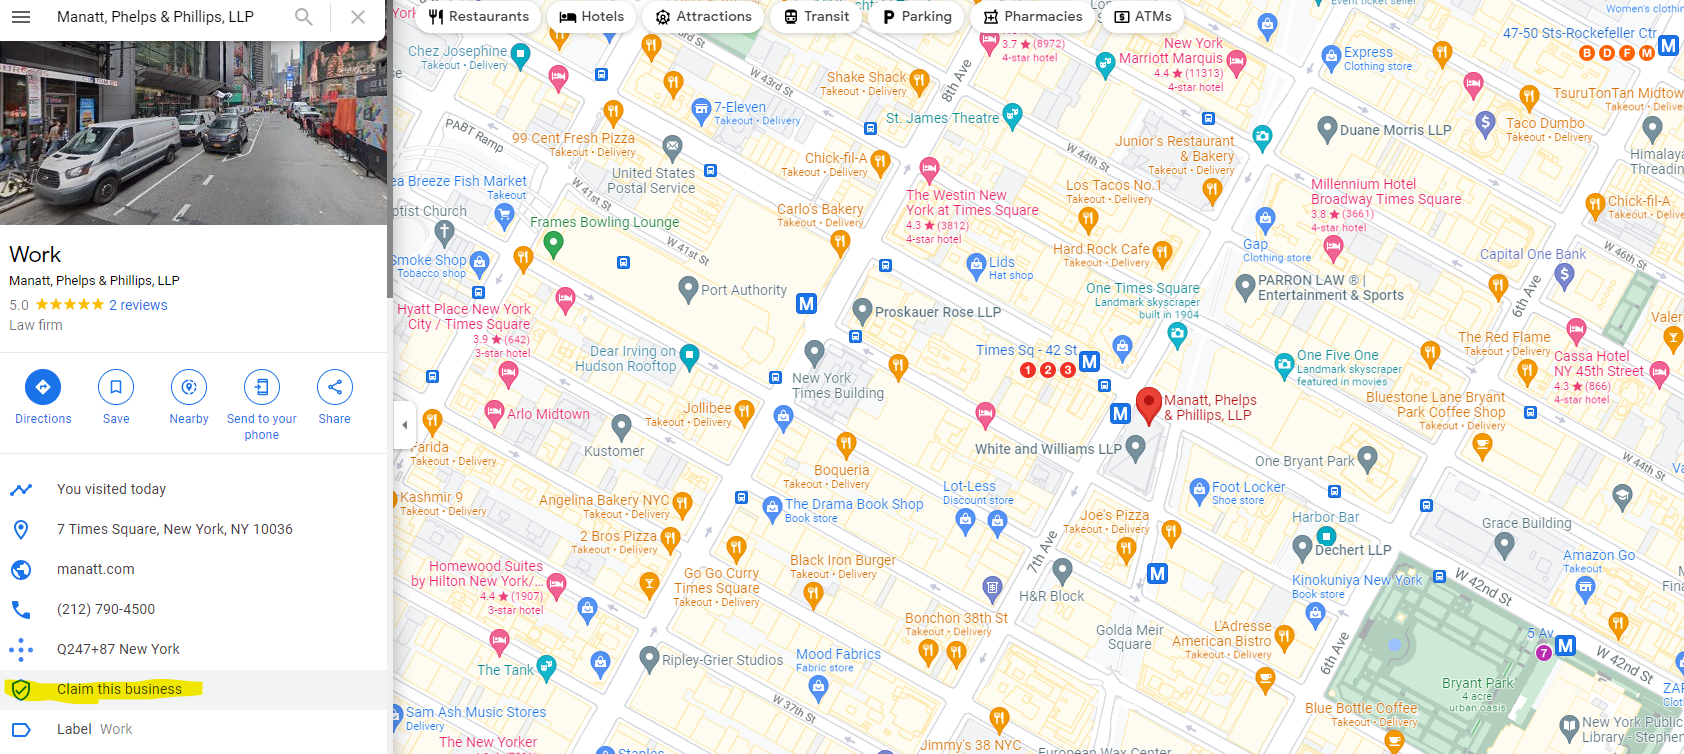 Manatt, Phelps & Phillips, LLP
Work
Manatt, Phelps & Phillips, LLP
5.0 ★★★★★ 2 reviews
Law firm
Directions
Save
Nearby
Send to your
phone
Share
You visited today
7 Times Square, New York, NY 10036
manatt.com
(212) 790-4500
Q247+87 New York
Claim this business
Label Work
Restaurants
Hotels
Attractions
Transit
Parking
Pharmacies
ATMs
Event ticket seller
Women's clothin
47-50 Sts-Rockefeller Ctr
B D F M
M
Chez Josephine
Takeout • Delivery
W 43rd St
Shake Shack
Takeout • Delivery
8th Ave
3.7 ★ (8972)
4-star hotel
New York
Marriott Marquis
4.4 ★ (11313)
4-star hotel
Express
Clothing store
TsuruTonTan Midtow
7-Eleven
Takeout • Delivery
St. James Theatre
Duane Morris LLP
Taco Dumbo
Takeout • Delivery
PABT Ramp
99 Cent Fresh Pizza
Takeout • Delivery
Chick-fil-A
Takeout • Delivery
W 44th St
Junior's Restaurant
& Bakery
Takeout • Delivery
Himalaya
Threadin
United States
Postal Service
ea Breeze Fish Market
Takeout
W 41st St
The Westin New
York at Times Square
4.3 ★ (3812)
4-star hotel
Los Tacos No.1
Takeout • Delivery
Millennium Hotel
Broadway Times Square
3.8 ★ (3661)
4-star hotel
Chick-fil-A
Takeout • Delive
ptist Church
Frames Bowling Lounge
Carlo's Bakery
Takeout • Delivery
W 41st St
Hard Rock Cafe
Takeout • Delivery
Gap
Clothing store
Capital One Bank
W 46th St
Smoke Shop
Tobacco shop
Lids
Hat shop
Port Authority
M
One Times Square
Landmark skyscraper
built in 1904
PARRON LAW ® |
Entertainment & Sports
6th Ave
Hyatt Place New York
City / Times Square
3.9 ★ (642)
3-star hotel
Proskauer Rose LLP
Valer
The Red Flame
Takeout • Delivery
Dear Irving on
Hudson Rooftop
Times Sq - 42 St
M
1 2 3
One Five One
Landmark skyscraper
featured in movies
Cassa Hotel
NY 45th Street
4.3 ★ (866)
4-star hotel
New York
Times Building
Arlo Midtown
Jollibee
Takeout • Delivery
M
Manatt, Phelps
& Phillips, LLP
Bluestone Lane Bryant
Park Coffee Shop
Takeout • Delivery
Farida
Takeout • Delivery
Kustomer
White and Williams LLP
One Bryant Park
W 44th St
Boqueria
Takeout • Delivery
Kashmir 9
Takeout • Delivery
Angelina Bakery NYC
Takeout • Delivery
The Drama Book Shop
Book store
Lot-Less
Discount store
Foot Locker
Shoe store
Joe's Pizza
Takeout • Delivery
Harbor Bar
Grace Building
2 Bros Pizza
Takeout • Delivery
7th Ave
Dechert LLP
Amazon Go
Takeout
Homewood Suites
by Hilton New York/...
4.4 ★ (1907)
3-star hotel
Go Go Curry
Times Square
Takeout • Delivery
Black Iron Burger
Takeout • Delivery
M
Kinokuniya New York
Book store
W 42nd St
H&R Block
Bonchon 38th St
Takeout • Delivery
Golda Meir
Square
L'Adresse
American Bistro
Takeout • Delivery
6th Ave
5 Av
M
7
W 42nd St
The Tank
Ripley-Grier Studios
Mood Fabrics
Fabric store
Bryant Park
4 acre
urban oasis
W 37th St
Sam Ash Music Stores
Delivery
Blue Bottle Coffee
Takeout • Delivery
New York Public
Library - Stephen
The New Yorker
Staples
Jimmy's 38 NYC
European Wax Center